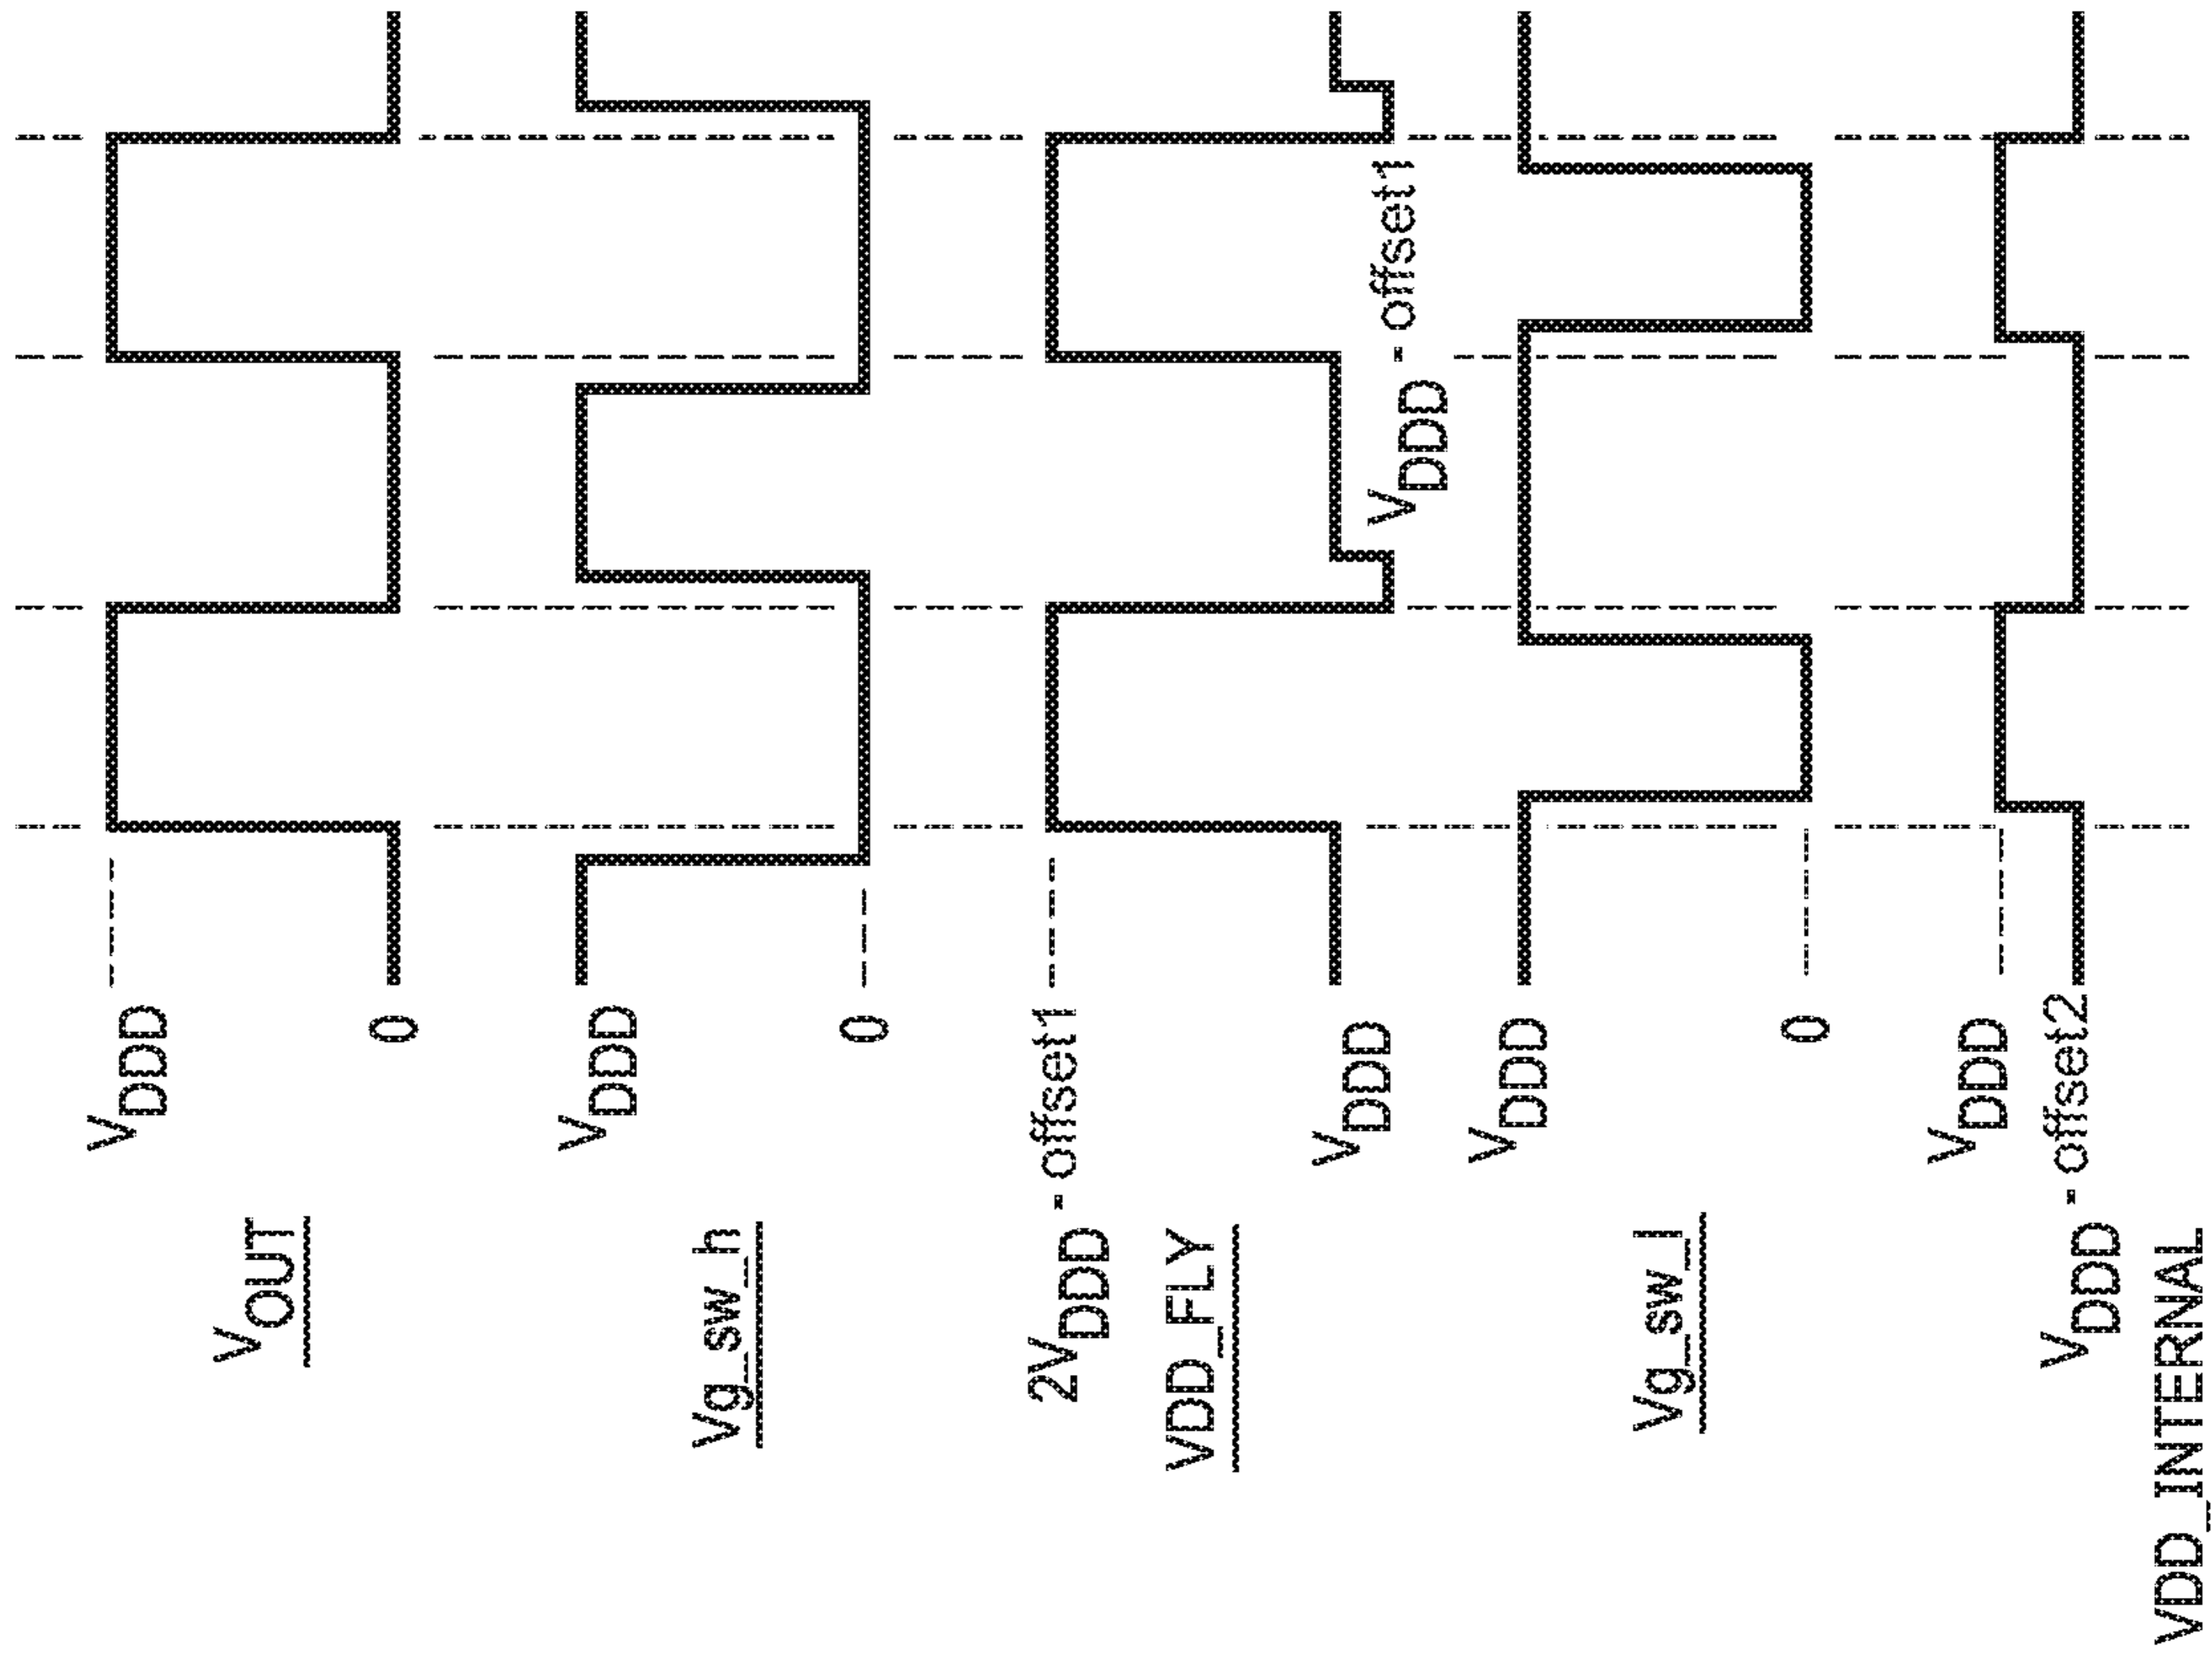 VDDD
0
VOUT
VDDD
0
Vg_sw_h
2VDDD - offset1
VDD_FLY
VDDD
VDDD - offset1
VDDD
0
Vg_sw_l
VDDD
VDDD - offset2
VDD_INTERNAL